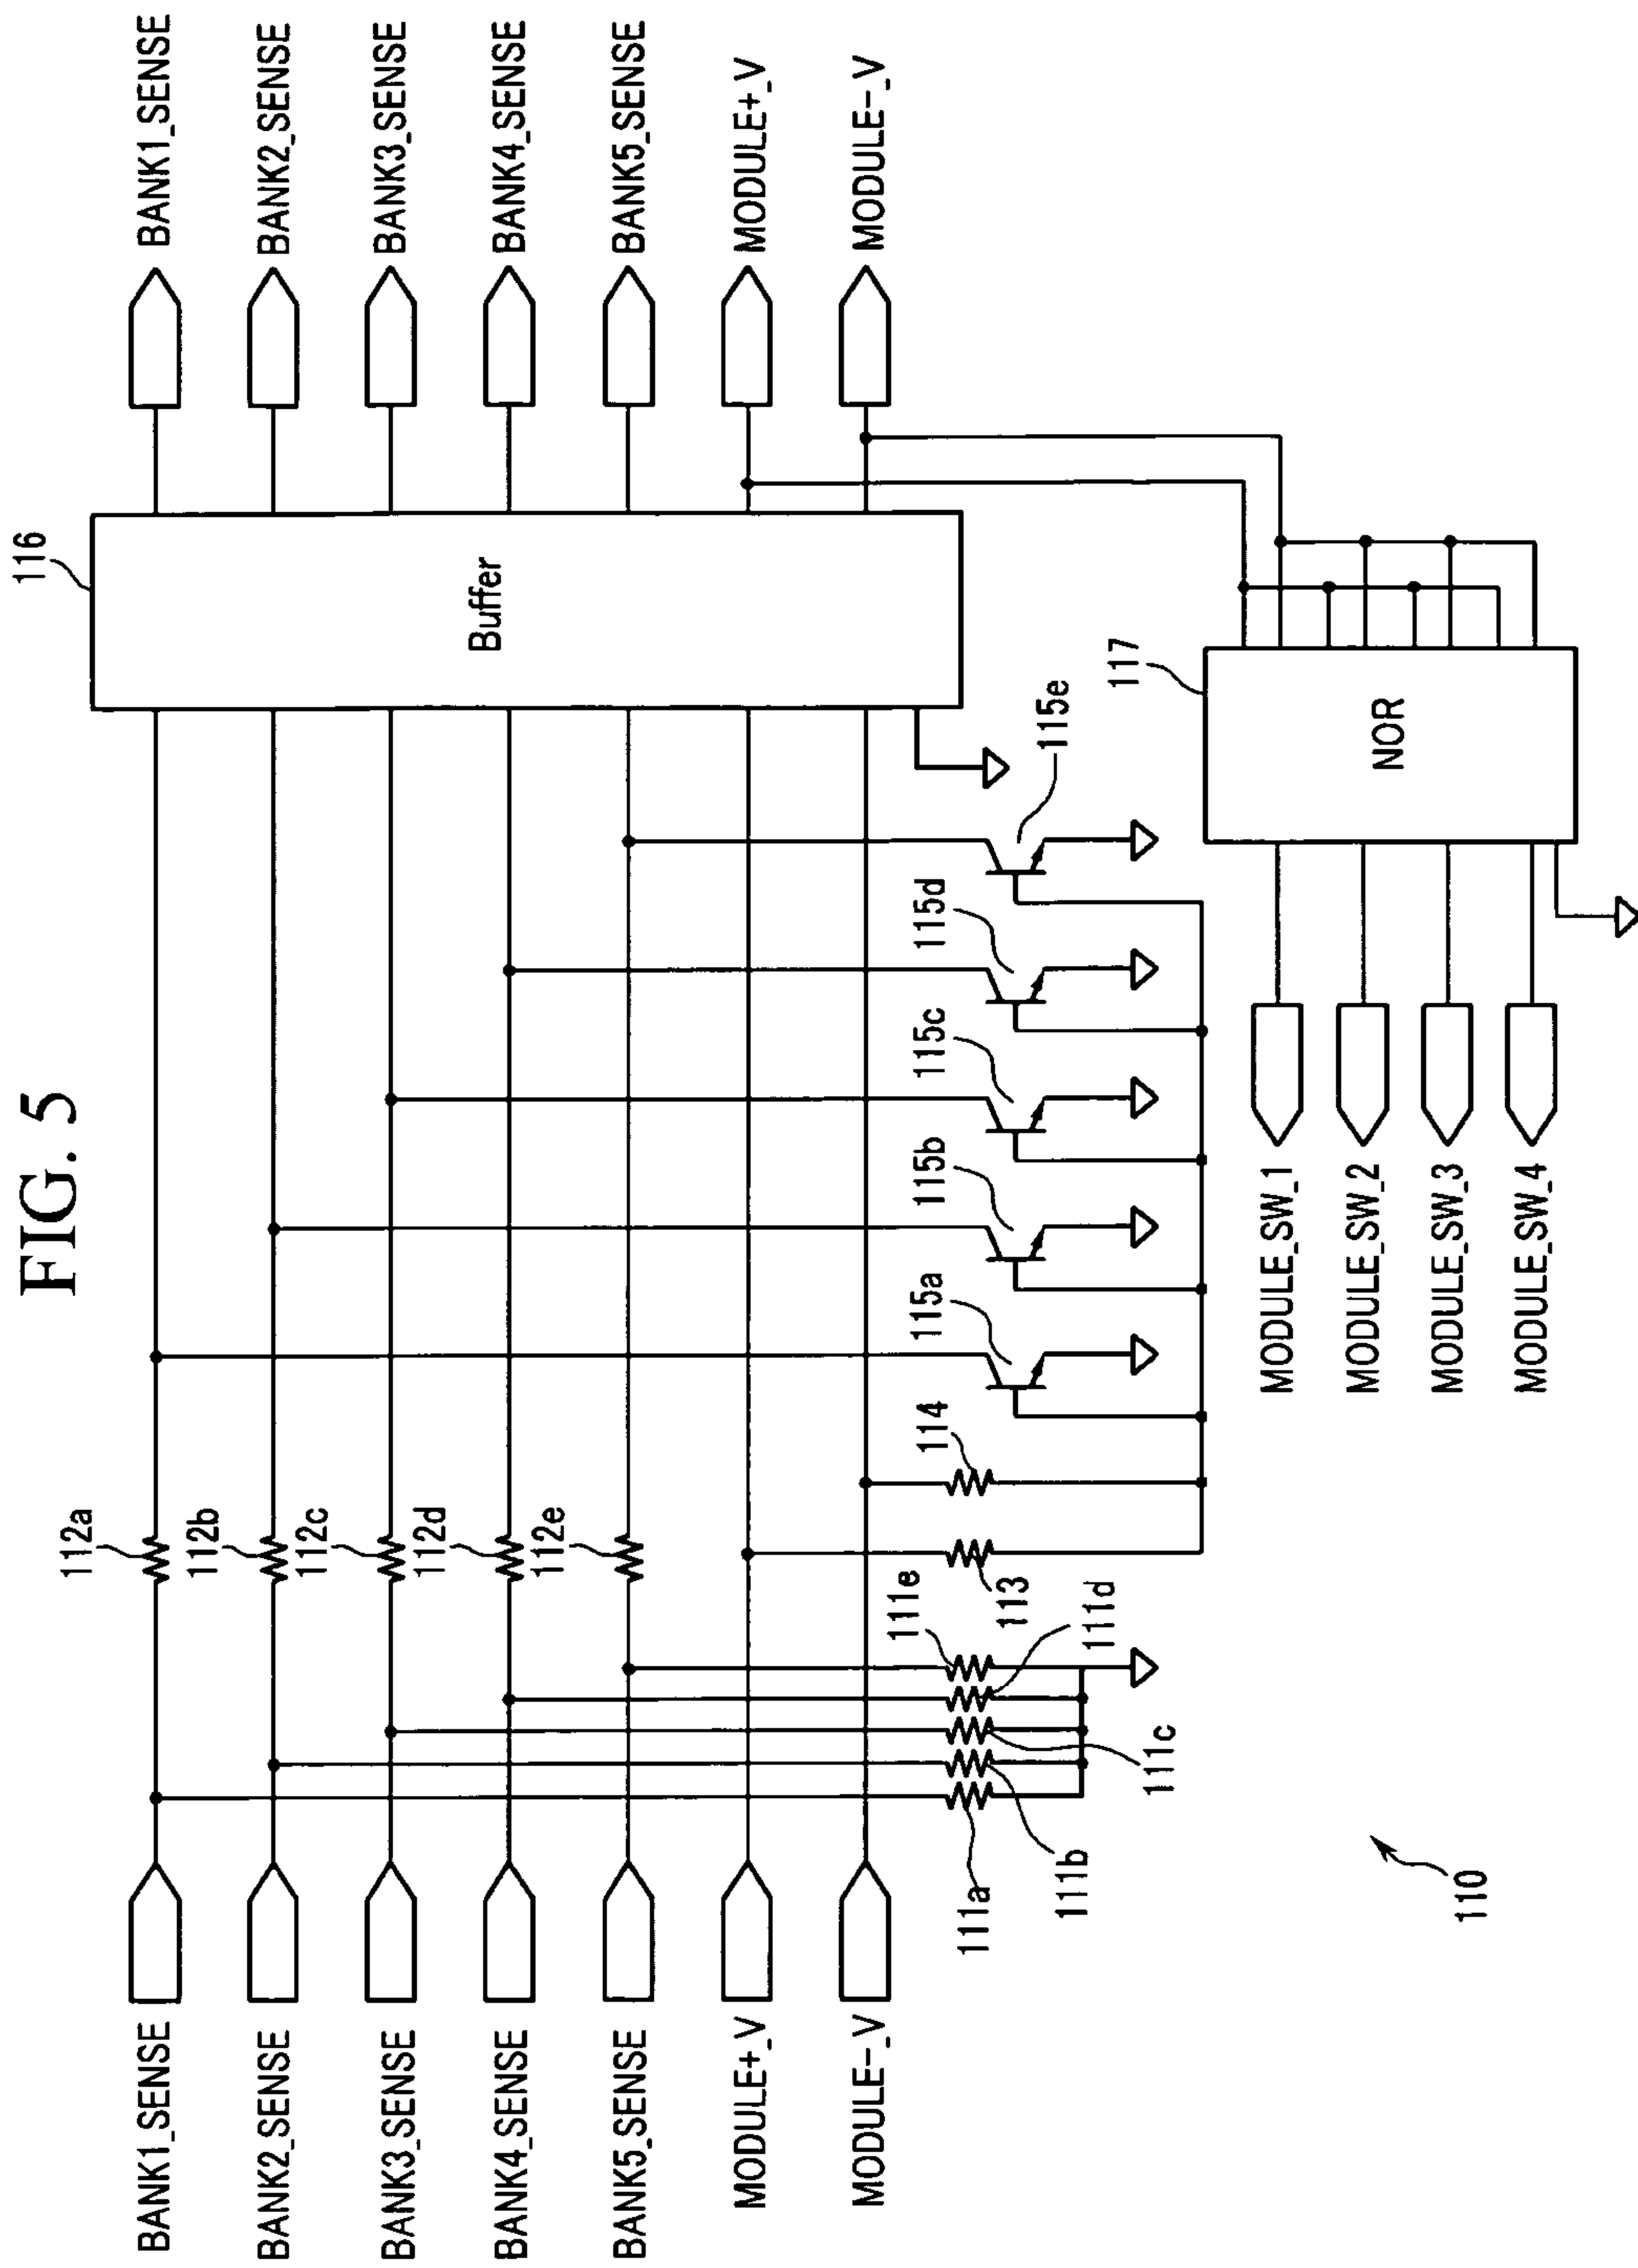 FIG. 5
BANK1_SENSE
BANK2_SENSE
BANK3_SENSE
BANK4_SENSE
BANK5_SENSE
MODULE+_V
MODULE-_V
112a
112b
112c
112d
112e
111a
111b
111c
111d
111e
113
114
115a
115b
115c
115d
115e
116
Buffer
BANK1_SENSE
BANK2_SENSE
BANK3_SENSE
BANK4_SENSE
BANK5_SENSE
MODULE+_V
MODULE-_V
117
NOR
MODULE_SW_1
MODULE_SW_2
MODULE_SW_3
MODULE_SW_4
110